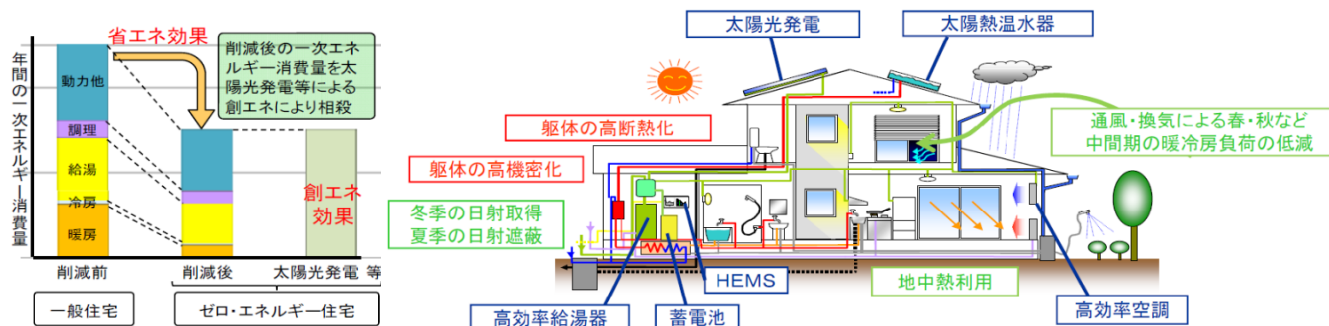 年間の一次エネルギー消費量
省エネ効果
削減後の一次エネ
ルギー消費量を太
陽光発電等による
創エネにより相殺
動力他
調理
給湯
冷房
暖房
創エネ
効果
削減前
削減後
太陽光発電 等
一般住宅
ゼロ・エネルギー住宅
太陽光発電
太陽熱温水器
躯体の高断熱化
躯体の高機密化
冬季の日射取得
夏季の日射遮蔽
通風・換気による春・秋など
中間期の暖冷房負荷の低減
HEMS
地中熱利用
高効率給湯器
蓄電池
高効率空調